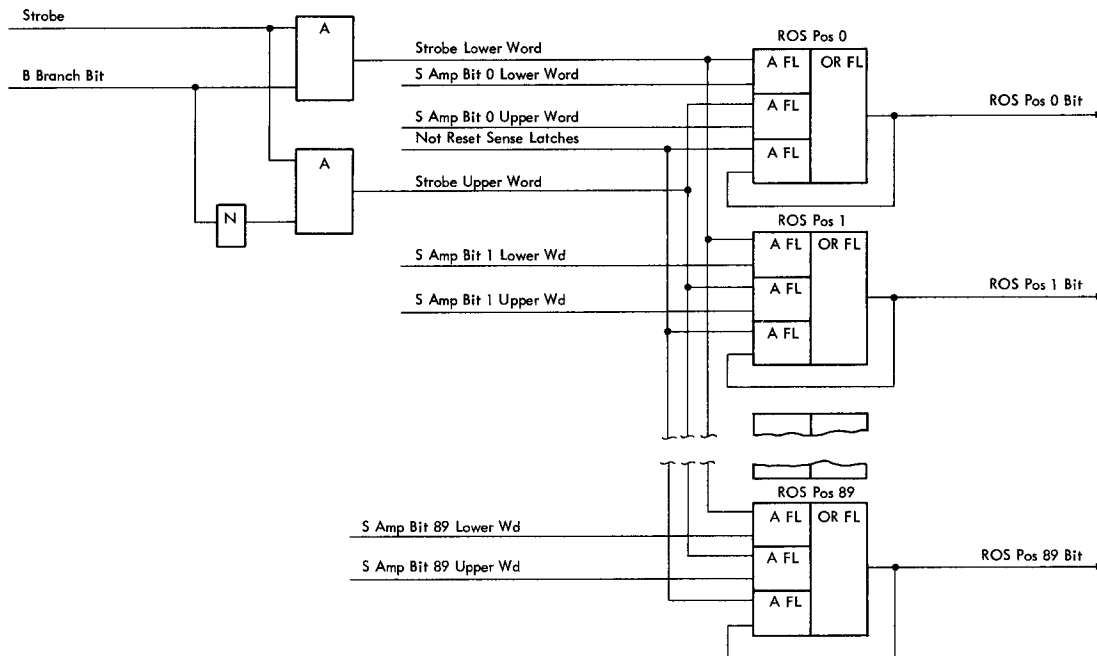 Strobe
A
ROS Pos 0
Strobe Lower Word
A FL
OR FL
B Branch Bit
S Amp Bit 0 Lower Word
ROS Pos 0 Bit
A FL
S Amp Bit 0 Upper Word
Not Reset Sense Latches
A FL
A
Strobe Upper Word
N
ROS Pos 1
A FL
OR FL
S Amp Bit 1 Lower Wd
A FL
ROS Pos 1 Bit
S Amp Bit 1 Upper Wd
A FL
ROS Pos 89
A FL
OR FL
S Amp Bit 89 Lower Wd
A FL
ROS Pos 89 Bit
S Amp Bit 89 Upper Wd
A FL